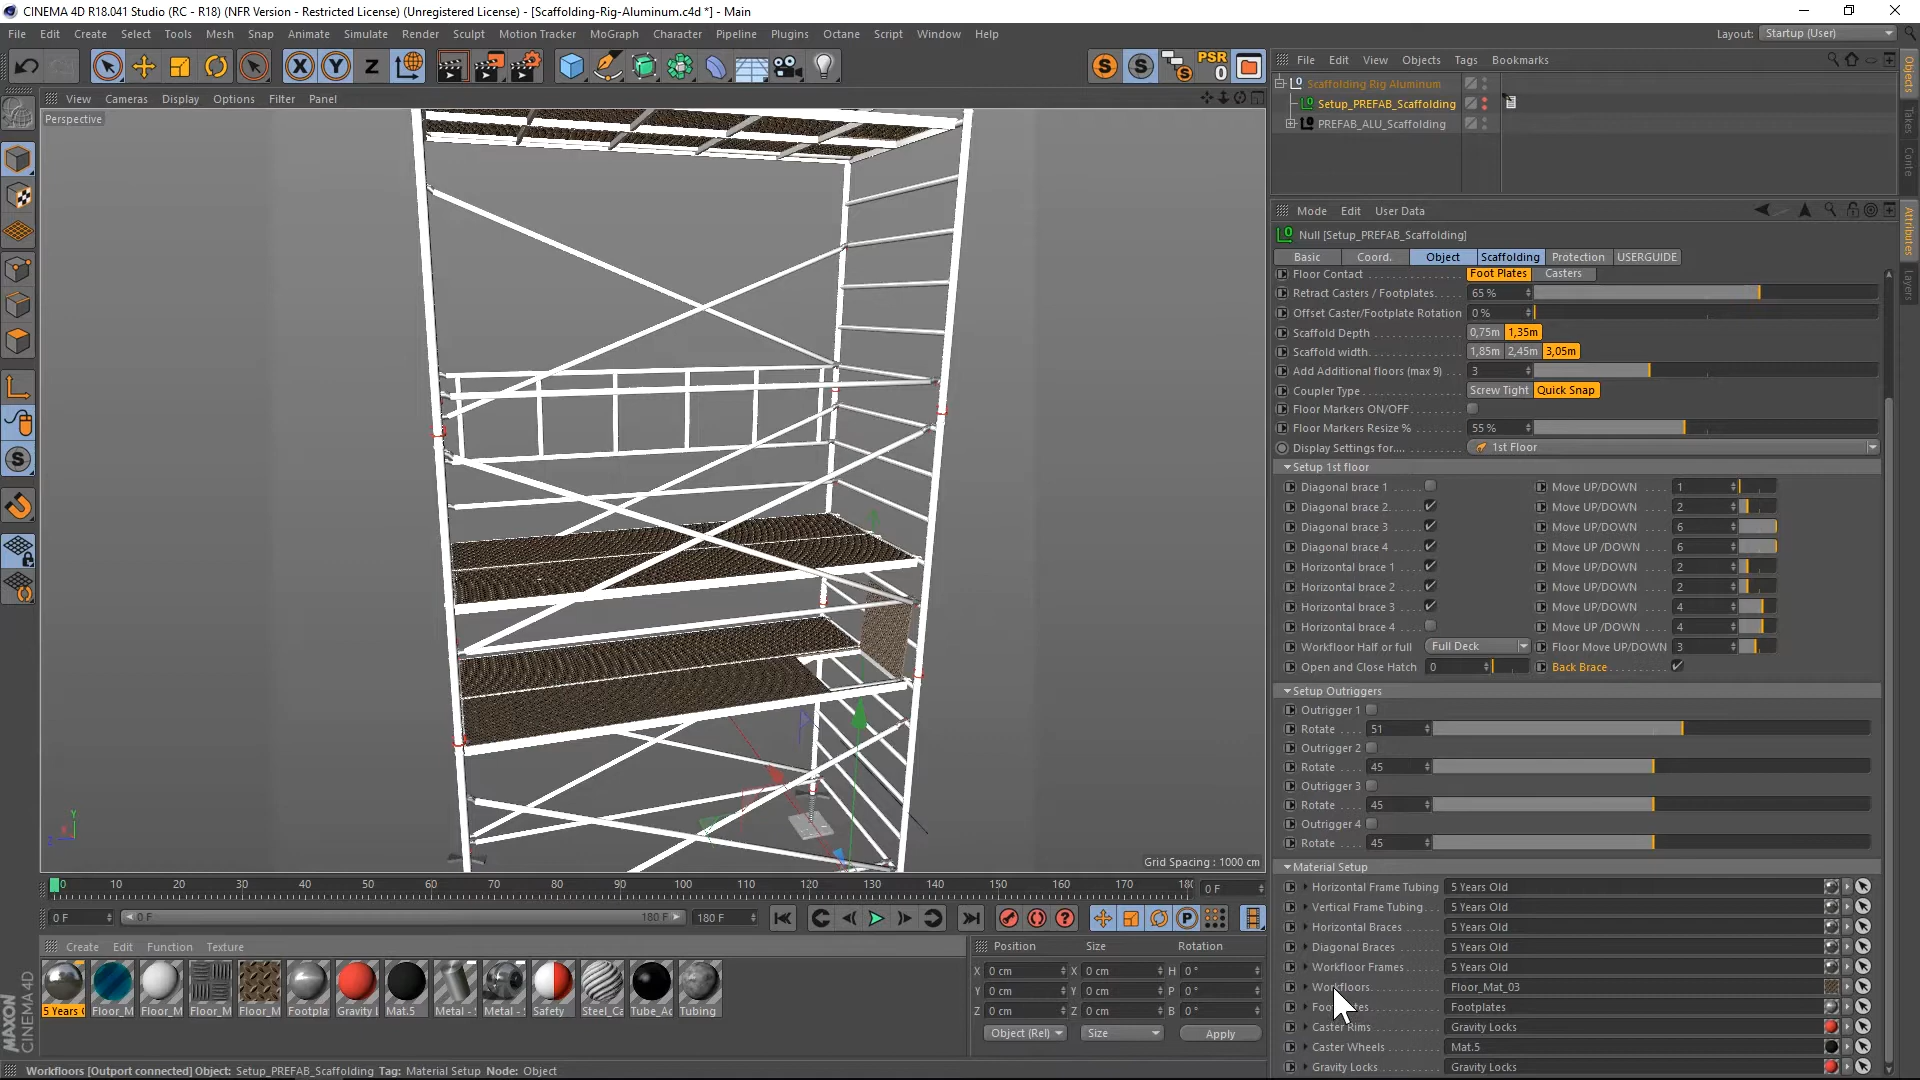 CINEMA 4D R18.041 Studio (RC - R18) (NFR Version - Restricted License) (Unregistered License) - [Scaffolding-Rig-Aluminum.c4d *] - Main
File Edit Create Select Tools Mesh Snap Animate Simulate Render Sculpt Motion Tracker MoGraph Character Pipeline Plugins Octane Script Window Help Layout: Startup (User)
X Y Z S S PSR 0
File Edit View Objects Tags Bookmarks
Scaffolding Rig Aluminum
Setup_PREFAB_Scaffolding
PREFAB_ALU_Scaffolding
Objects
Takes
Conte
Attributes
Layers
View Cameras Display Options Filter Panel
Perspective
Grid Spacing : 1000 cm
Mode Edit User Data
Null [Setup_PREFAB_Scaffolding]
Basic Coord. Object Scaffolding Protection USERGUIDE
Floor Contact Foot Plates Casters
Retract Casters / Footplates 65 %
Offset Caster/Footplate Rotation 0 %
Scaffold Depth 0,75m 1,35m
Scaffold width 1,85m 2,45m 3,05m
Add Additional floors (max 9) 3
Coupler Type Screw Tight Quick Snap
Floor Markers ON/OFF
Floor Markers Resize % 55 %
Display Settings for.... 1st Floor
Setup 1st floor
Diagonal brace 1 Move UP/DOWN 1
Diagonal brace 2 Move UP/DOWN 2
Diagonal brace 3 Move UP/DOWN 6
Diagonal brace 4 Move UP /DOWN 6
Horizontal brace 1 Move UP/DOWN 2
Horizontal brace 2 Move UP/DOWN 2
Horizontal brace 3 Move UP/DOWN 4
Horizontal brace 4 Move UP /DOWN 4
Workfloor Half or full Full Deck Floor Move UP/DOWN 3
Open and Close Hatch 0 Back Brace
Setup Outriggers
Outrigger 1
Rotate 51
Outrigger 2
Rotate 45
Outrigger 3
Rotate 45
Outrigger 4
Rotate 45
Material Setup
Horizontal Frame Tubing 5 Years Old
Vertical Frame Tubing 5 Years Old
Horizontal Braces 5 Years Old
Diagonal Braces 5 Years Old
Workfloor Frames 5 Years Old
Workfloors Floor_Mat_03
Footplates
Caster Rims Gravity Locks
Caster Wheels Mat.5
Gravity Locks Gravity Locks
0 10 20 30 40 50 60 70 80 90 100 110 120 130 140 150 160 170 18 0 F
0 F 0 F 180 F 180 F
Create Edit Function Texture
5 Years Floor_M Floor_M Floor_M Floor_M Footpla Gravity L Mat.5 Metal - Metal - Safety Steel_Ca Tube_Ac Tubing
Position Size Rotation
X 0 cm X 0 cm H 0 °
Y 0 cm Y 0 cm P 0 °
Z 0 cm Z 0 cm B 0 °
Object (Rel) Size Apply
MAXON
CINEMA 4D
Workfloors [Outport connected] Object: Setup_PREFAB_Scaffolding Tag: Material Setup Node: Object